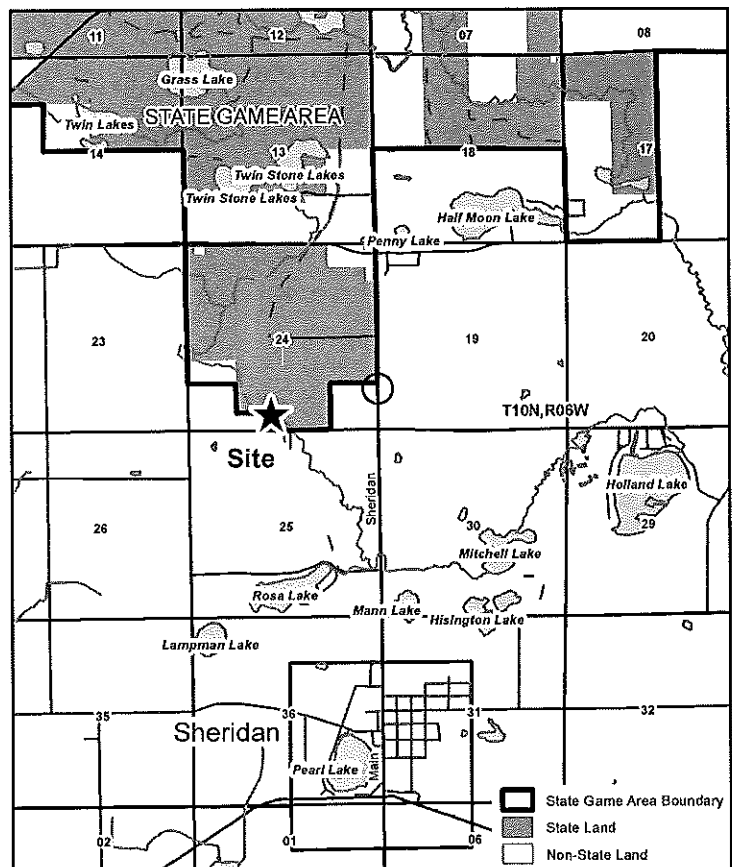 11
12
07
08
Grass Lake
STATE GAME AREA
Twin Lakes
14
13
18
17
Twin Stone Lakes
Twin Stone Lakes
Half Moon Lake
Penny Lake
23
24
19
20
T10N,R06W
Site
Sheridan
Holland Lake
26
25
30
29
Mitchell Lake
Rosa Lake
Mann Lake
Hisington Lake
Lampman Lake
35
36
31
32
Sheridan
Pearl Lake
Main
State Game Area Boundary
State Land
Non-State Land
02
01
06